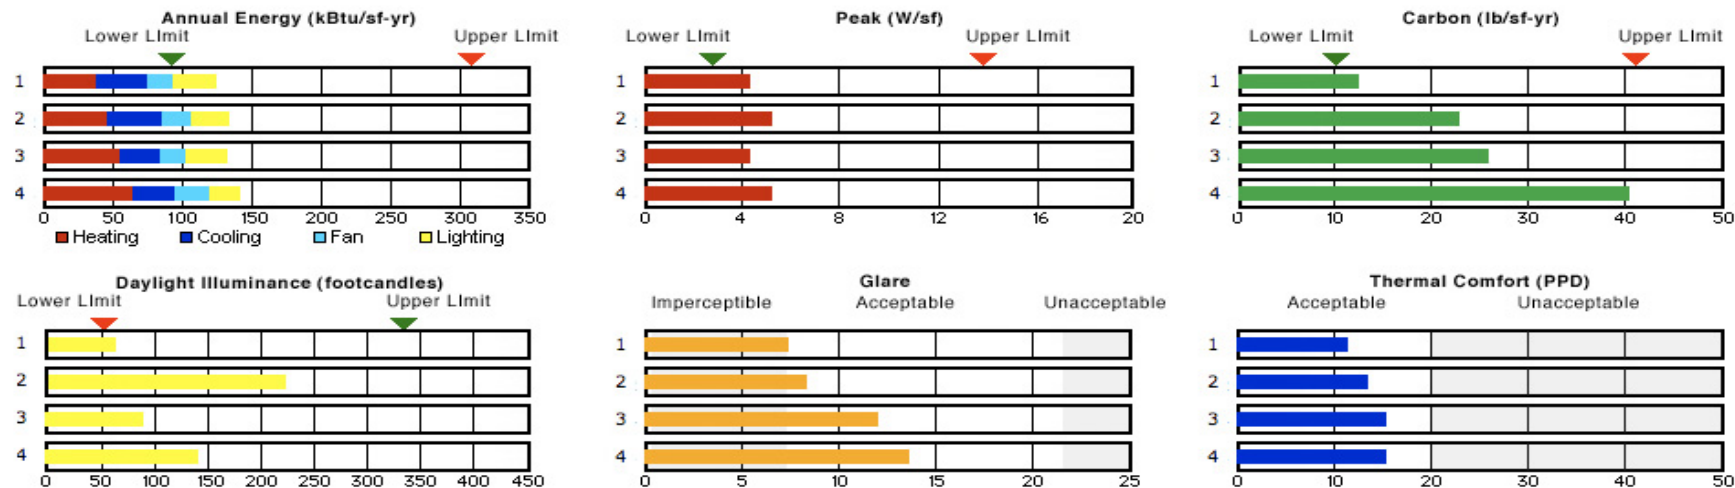 Annual Energy (kBtu/sf-yr)
Lower LImit Upper LImit
1
2
3
4
0 50 100 150 200 250 300 350
Heating Cooling Fan Lighting
Peak (W/sf)
Lower LImit Upper LImit
1
2
3
4
0 4 8 12 16 20
Carbon (lb/sf-yr)
Lower LImit Upper LImit
1
2
3
4
0 10 20 30 40 50
Daylight Illuminance (footcandles)
Lower LImit Upper LImit
1
2
3
4
0 50 100 150 200 250 300 350 400 450
Glare
Imperceptible Acceptable Unacceptable
1
2
3
4
0 5 10 15 20 25
Thermal Comfort (PPD)
Acceptable Unacceptable
1
2
3
4
0 10 20 30 40 50